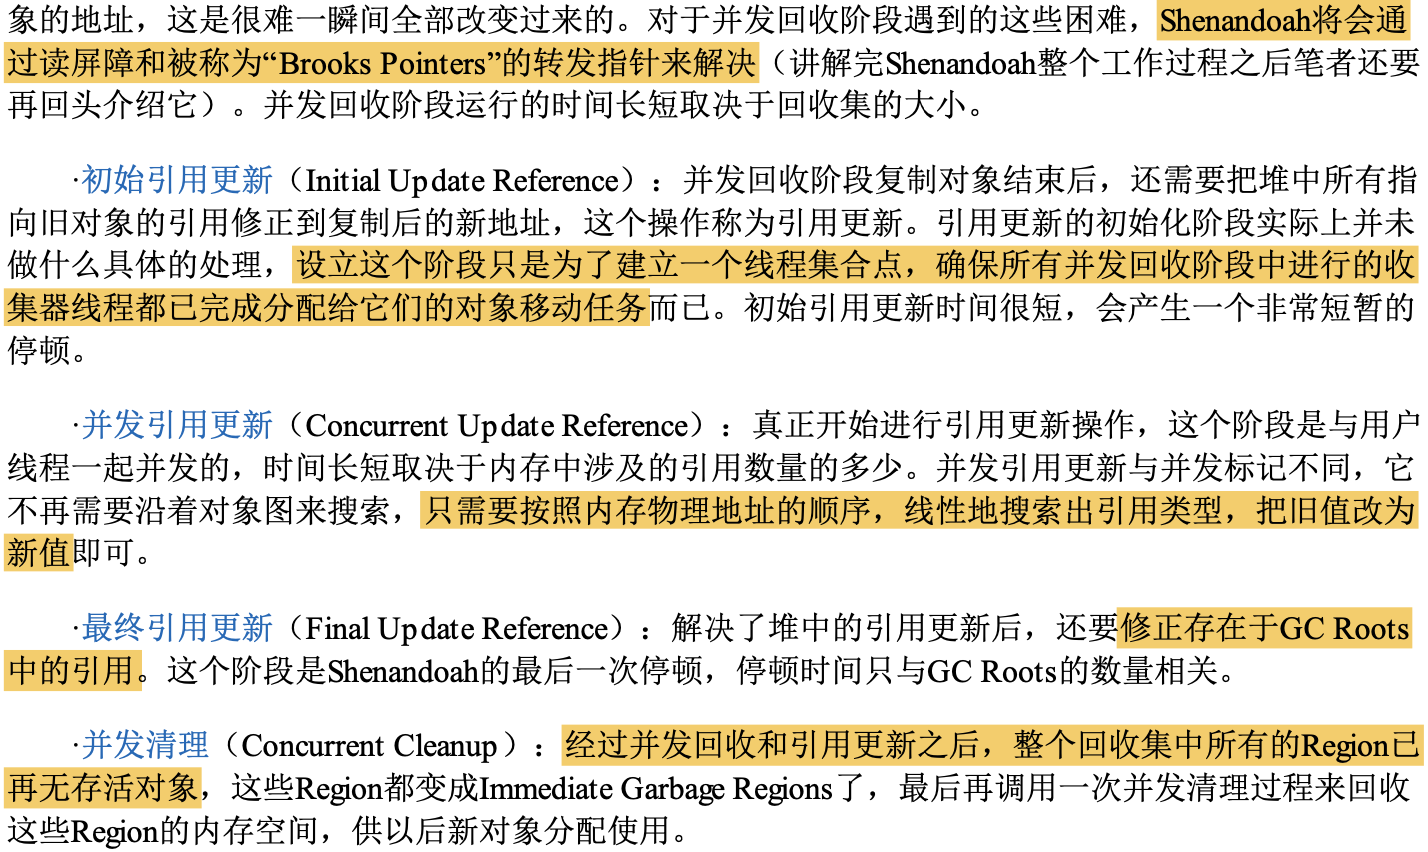 象的地址，这是很难一瞬间全部改变过来的。对于并发回收阶段遇到的这些困难，Shenandoah将会通
过读屏障和被称为“Brooks Pointers”的转发指针来解决（讲解完Shenandoah整个工作过程之后笔者还要
再回头介绍它）。并发回收阶段运行的时间长短取决于回收集的大小。
·初始引用更新（Initial Update Reference）：并发回收阶段复制对象结束后，还需要把堆中所有指
向旧对象的引用修正到复制后的新地址，这个操作称为引用更新。引用更新的初始化阶段实际上并未
做什么具体的处理，设立这个阶段只是为了建立一个线程集合点，确保所有并发回收阶段中进行的收
集器线程都已完成分配给它们的对象移动任务而已。初始引用更新时间很短，会产生一个非常短暂的
停顿。
·并发引用更新（Concurrent Update Reference）：真正开始进行引用更新操作，这个阶段是与用户
线程一起并发的，时间长短取决于内存中涉及的引用数量的多少。并发引用更新与并发标记不同，它
不再需要沿着对象图来搜索，只需要按照内存物理地址的顺序，线性地搜索出引用类型，把旧值改为
新值即可。
·最终引用更新（Final Update Reference）：解决了堆中的引用更新后，还要修正存在于GC Roots
中的引用。这个阶段是Shenandoah的最后一次停顿，停顿时间只与GC Roots的数量相关。
·并发清理（Concurrent Cleanup）：经过并发回收和引用更新之后，整个回收集中所有的Region已
再无存活对象，这些Region都变成Immediate Garbage Regions了，最后再调用一次并发清理过程来回收
这些Region的内存空间，供以后新对象分配使用。